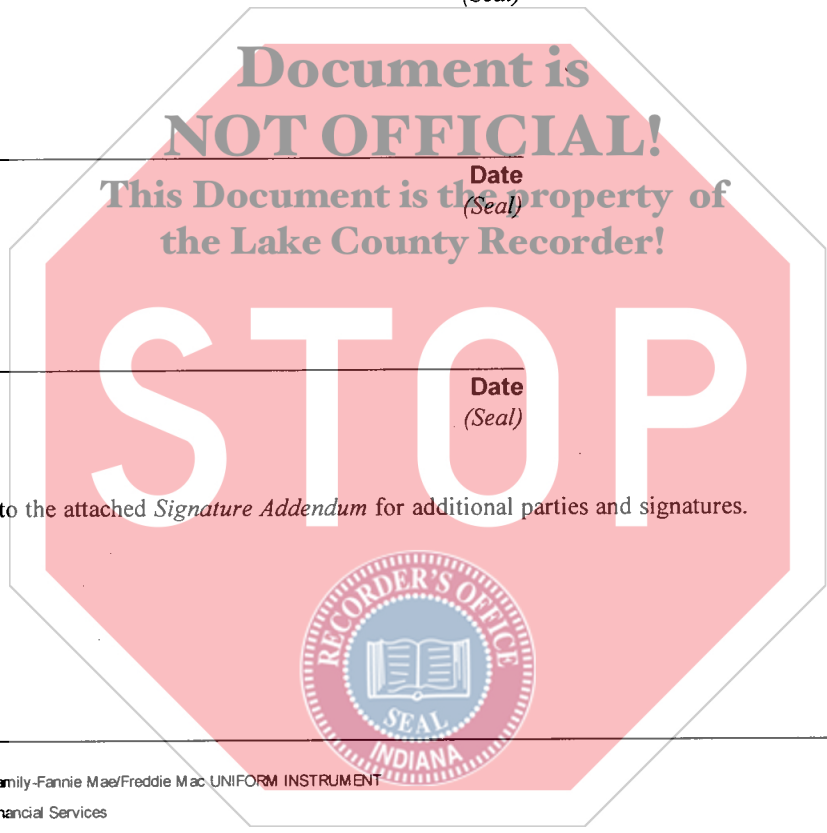 (Seal)
Document is
NOT OFFICIAL!
Date
This Document is the property of
(Seal)
the Lake County Recorder!
STOP
Date
(Seal)
to the attached Signature Addendum for additional parties and signatures.
RECORDER'S OFFICE
SEAL
INDIANA
amily-Fannie Mae/Freddie Mac UNIFORM INSTRUMENT
nancial Services